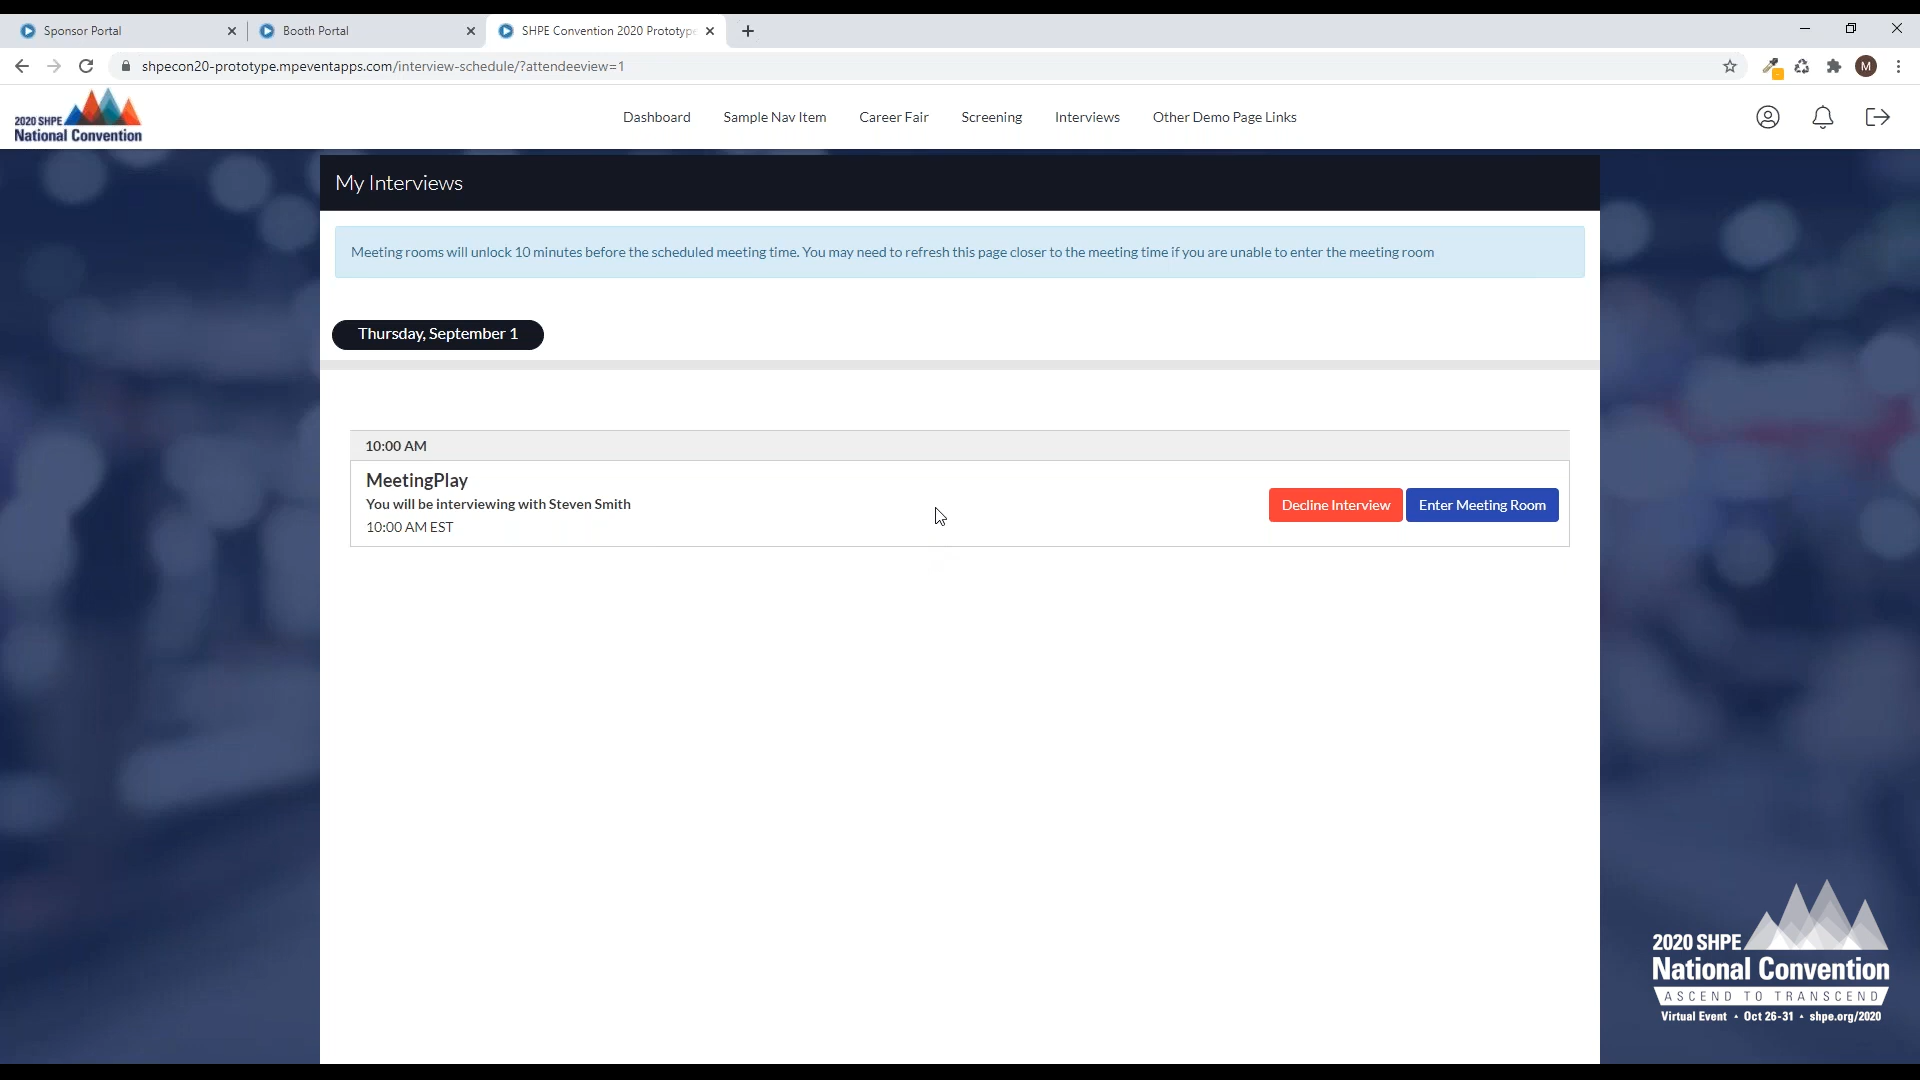 Sponsor Portal
Booth Portal
SHPE Convention 2020 Prototype
shpecon20-prototype.mpeventapps.com/interview-schedule/?attendeeview=1
M
2020 SHPE
National Convention
Dashboard
Sample Nav Item
Career Fair
Screening
Interviews
Other Demo Page Links
My Interviews
Meeting rooms will unlock 10 minutes before the scheduled meeting time. You may need to refresh this page closer to the meeting time if you are unable to enter the meeting room
Thursday, September 1
10:00 AM
MeetingPlay
You will be interviewing with Steven Smith
10:00 AM EST
Decline Interview
Enter Meeting Room
2020 SHPE
National Convention
ASCEND TO TRANSCEND
Virtual Event • Oct 26-31 • shpe.org/2020